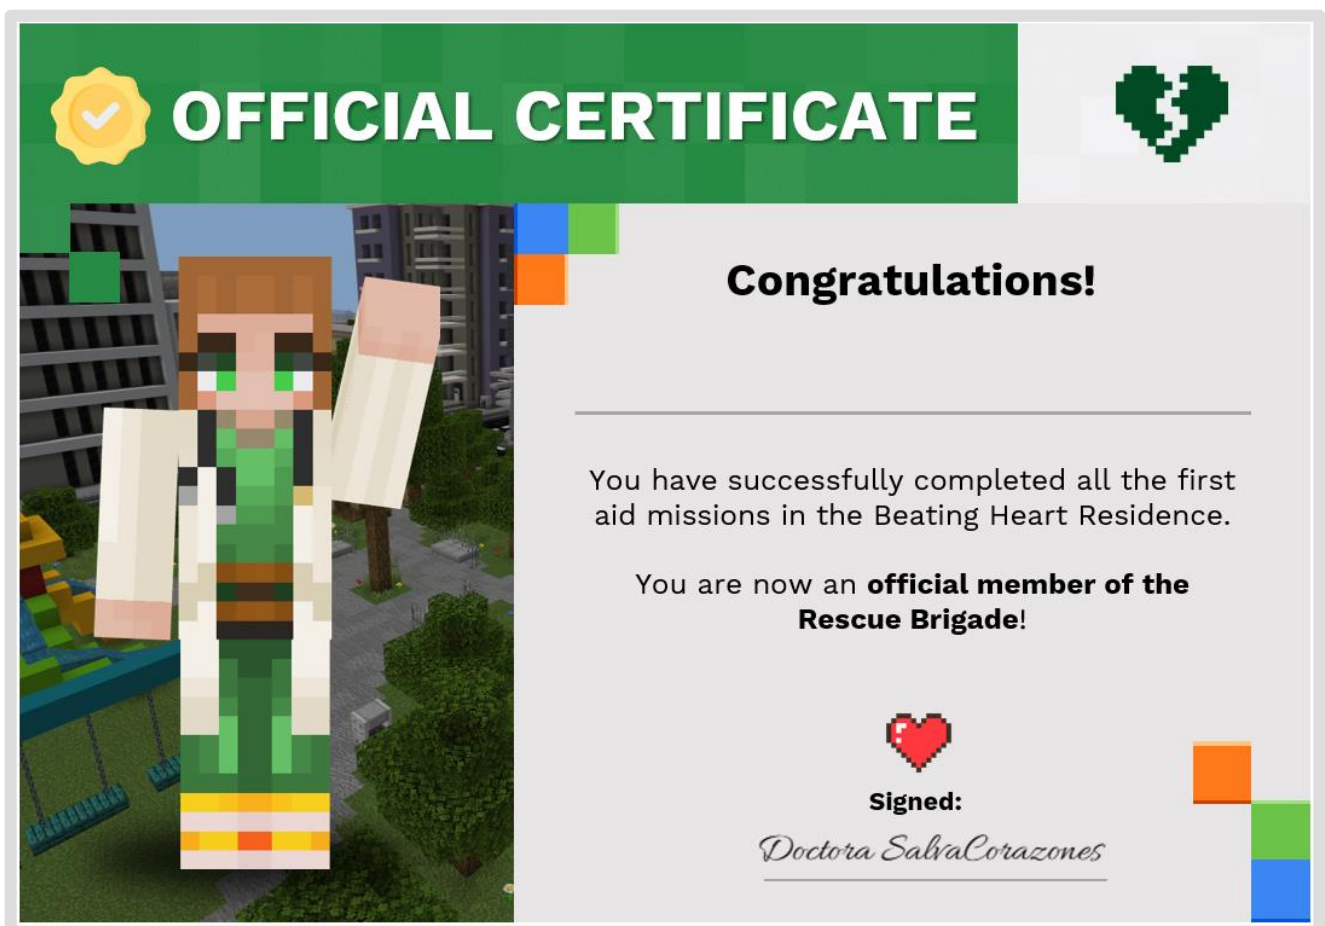 OFFICIAL CERTIFICATE
Congratulations!
You have successfully completed all the first
aid missions in the Beating Heart Residence.
You are now an official member of the
Rescue Brigade!
Signed:
Doctora SalvaCorazones